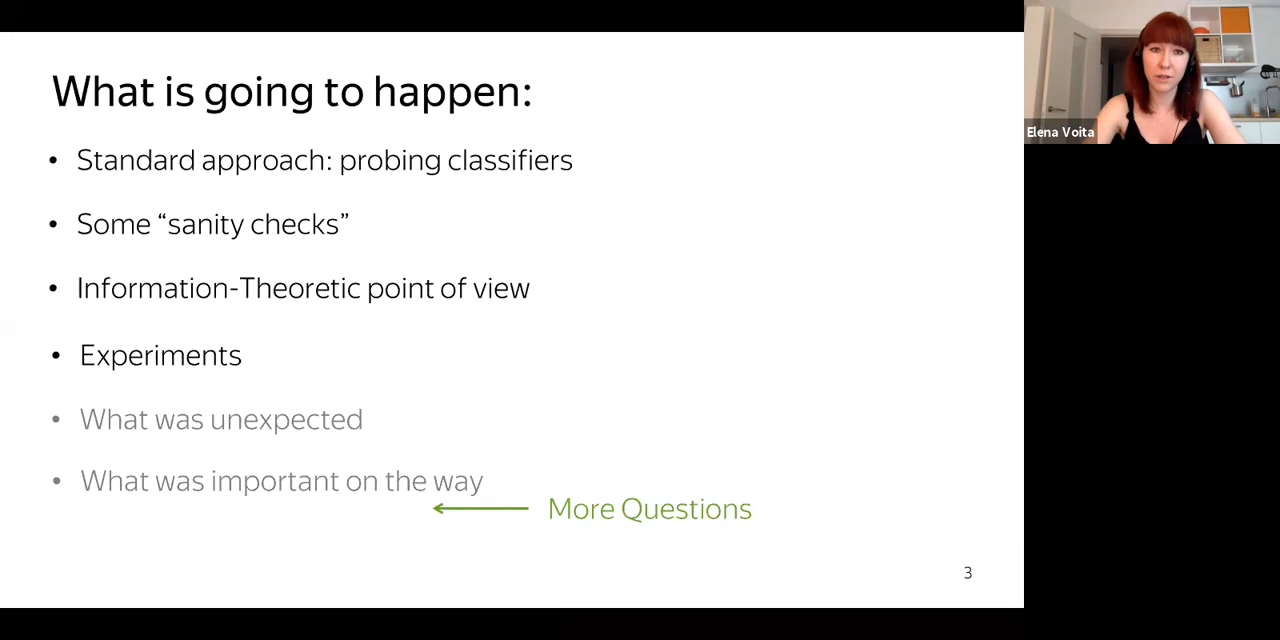 What is going to happen:
• Standard approach: probing classifiers
• Some “sanity checks”
• Information-Theoretic point of view
• Experiments
• What was unexpected
• What was important on the way
More Questions
3
Elena Voita